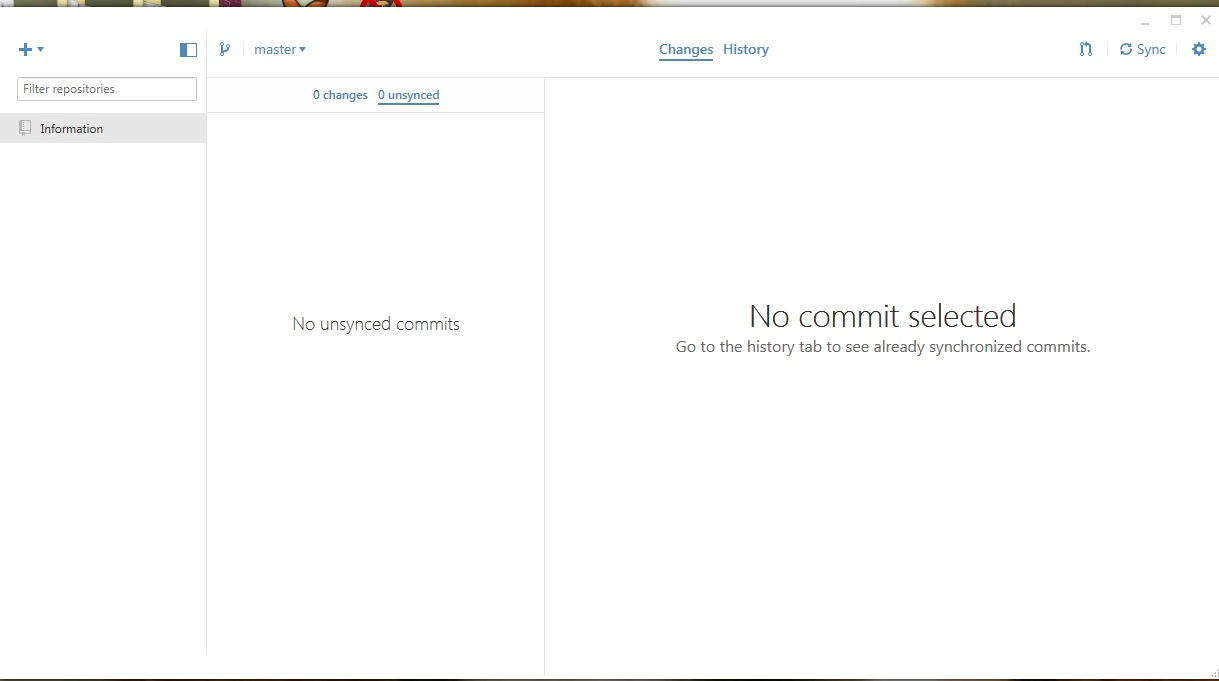 master
Changes History
Sync
Filter repositories
0 changes 0 unsynced
Information
No unsynced commits
No commit selected
Go to the history tab to see already synchronized commits.